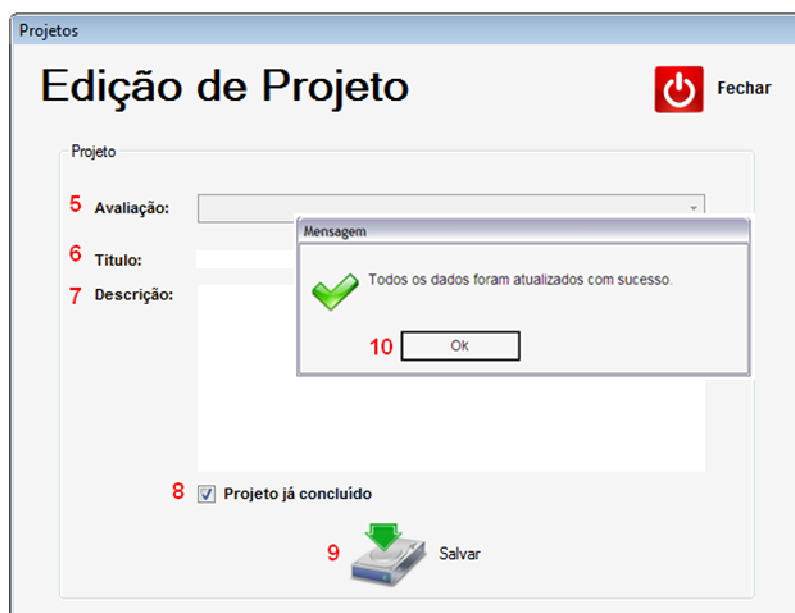 Projetos
Edição de Projeto
Fechar
Projeto
5 Avaliação:
Mensagem
6 Titulo:
Todos os dados foram atualizados com sucesso.
7 Descrição:
10 Ok
8 Projeto já concluído
9 Salvar